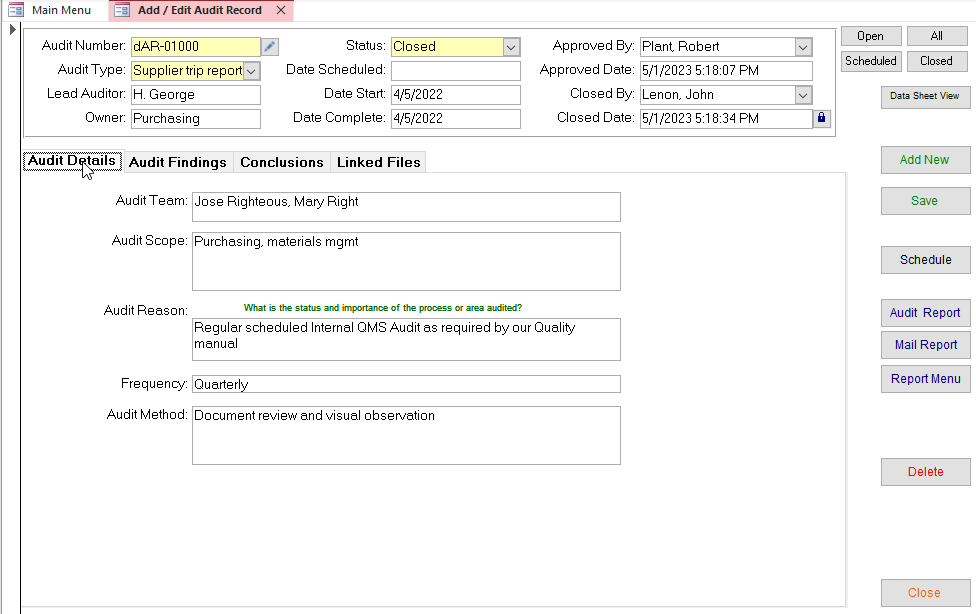 Main Menu
Add / Edit Audit Record
Audit Number: dAR-01000
Status: Closed
Approved By: Plant, Robert
Open
All
Audit Type: Supplier trip report
Date Scheduled:
Approved Date: 5/1/2023 5:18:07 PM
Scheduled
Closed
Lead Auditor: H. George
Date Start: 4/5/2022
Closed By: Lenon, John
Data Sheet View
Owner: Purchasing
Date Complete: 4/5/2022
Closed Date: 5/1/2023 5:18:34 PM
Audit Details
Audit Findings
Conclusions
Linked Files
Add New
Audit Team: Jose Righteous, Mary Right
Save
Audit Scope: Purchasing, materials mgmt
Schedule
Audit Reason:
What is the status and importance of the process or area audited?
Regular scheduled Internal QMS Audit as required by our Quality
manual
Audit Report
Mail Report
Report Menu
Frequency: Quarterly
Audit Method: Document review and visual observation
Delete
Close